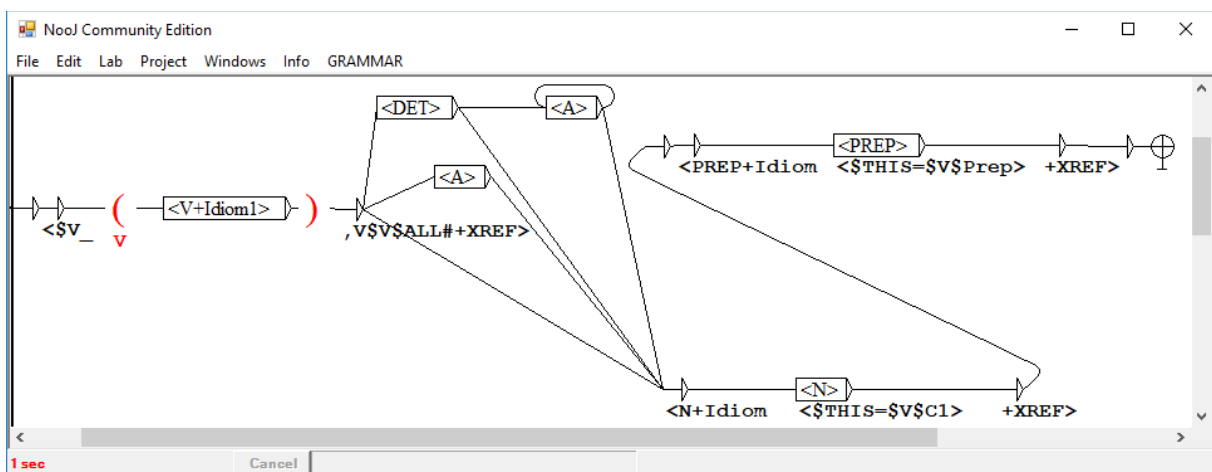 NooJ Community Edition
File Edit Lab Project Windows Info GRAMMAR
<DET> <A>
<PREP>
<PREP+Idiom <$THIS=$V$Prep> +XREF>
<A>
( <V+Idiom1> )
<$V_ v ,V$V$ALL#+XREF>
<N>
<N+Idiom <$THIS=$V$C1> +XREF>
1 sec Cancel